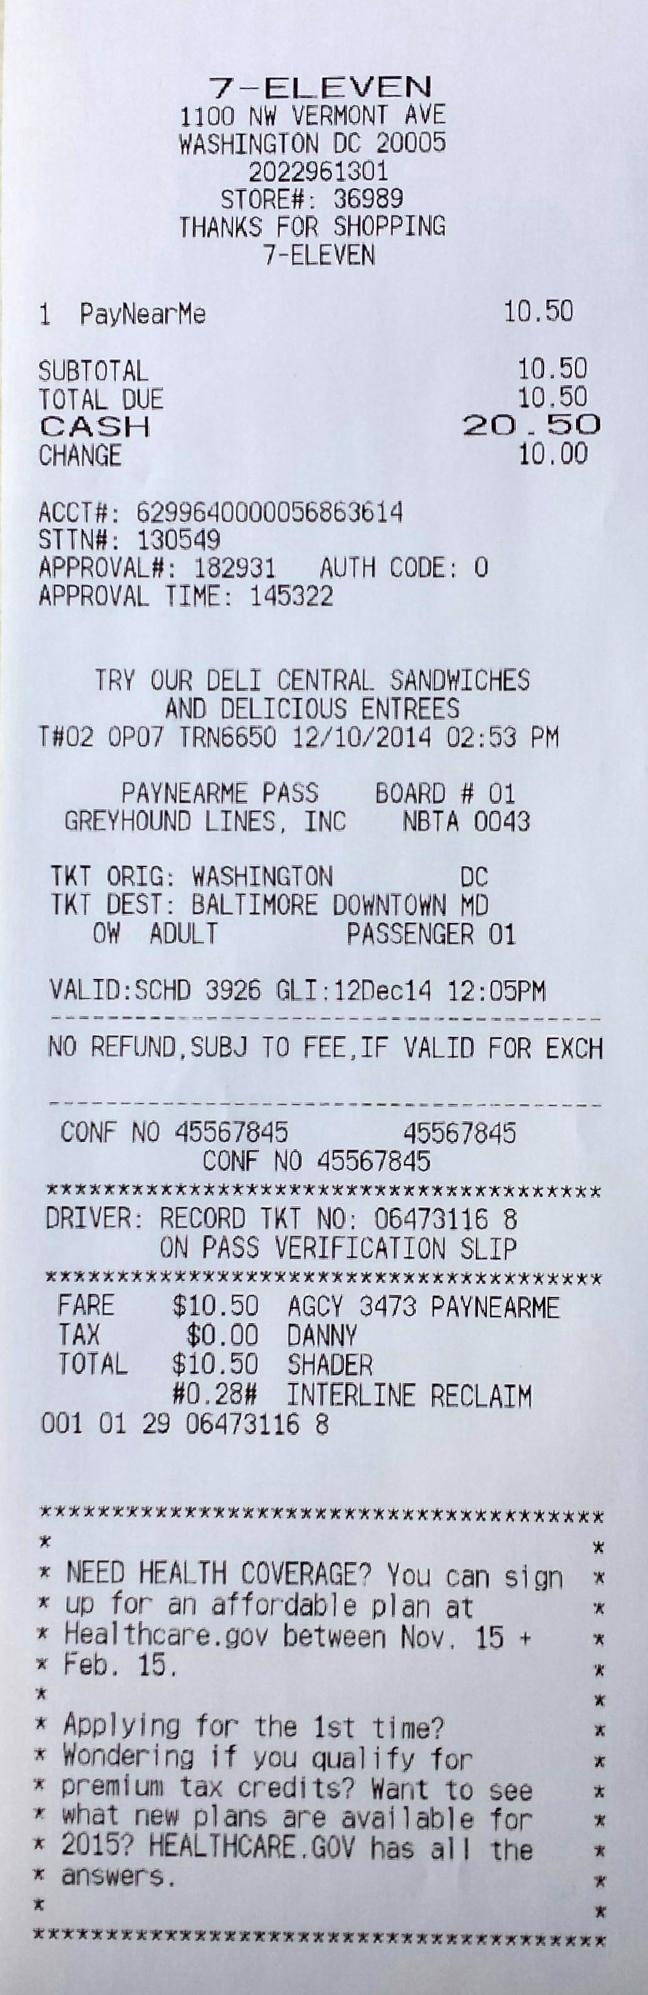 7-ELEVEN
1100 NW VERMONT AVE
WASHINGTON DC 20005
2022961301
STORE#: 36989
THANKS FOR SHOPPING
7-ELEVEN
1 PayNearMe 10.50
SUBTOTAL 10.50
TOTAL DUE 10.50
CASH 20.50
CHANGE 10.00
ACCT#: 6299640000056863614
STTN#: 130549
APPROVAL#: 182931 AUTH CODE: 0
APPROVAL TIME: 145322
TRY OUR DELI CENTRAL SANDWICHES
AND DELICIOUS ENTREES
T#02 OP07 TRN6650 12/10/2014 02:53 PM
PAYNEARME PASS BOARD # 01
GREYHOUND LINES, INC NBTA 0043
TKT ORIG: WASHINGTON DC
TKT DEST: BALTIMORE DOWNTOWN MD
OW ADULT PASSENGER 01
VALID:SCHD 3926 GLI:12Dec14 12:05PM
----------------------------------------
NO REFUND,SUBJ TO FEE,IF VALID FOR EXCH
----------------------------------------
CONF NO 45567845 45567845
CONF NO 45567845
****************************************
DRIVER: RECORD TKT NO: 06473116 8
ON PASS VERIFICATION SLIP
****************************************
FARE $10.50 AGCY 3473 PAYNEARME
TAX $0.00 DANNY
TOTAL $10.50 SHADER
#0.28# INTERLINE RECLAIM
001 01 29 06473116 8
****************************************
* *
* NEED HEALTH COVERAGE? You can sign *
* up for an affordable plan at *
* Healthcare.gov between Nov. 15 + *
* Feb. 15. *
* *
* Applying for the 1st time? *
* Wondering if you qualify for *
* premium tax credits? Want to see *
* what new plans are available for *
* 2015? HEALTHCARE.GOV has all the *
* answers. *
* *
****************************************